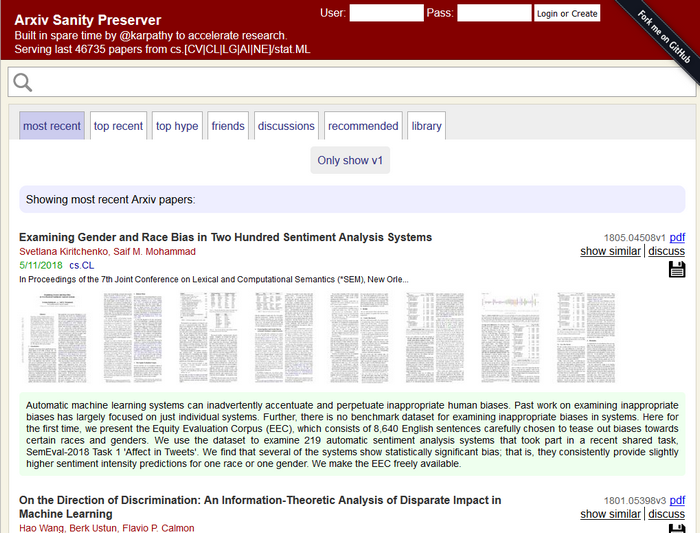 Arxiv Sanity Preserver
Built in spare time by @karpathy to accelerate research.
Serving last 46735 papers from cs.[CV|CL|LG|AI|NE]/stat.ML
User: Pass: Login or Create
Fork me on GitHub
most recent top recent top hype friends discussions recommended library
Only show v1
Showing most recent Arxiv papers:
Examining Gender and Race Bias in Two Hundred Sentiment Analysis Systems
1805.04508v1 pdf
Svetlana Kiritchenko, Saif M. Mohammad
show similar | discuss
5/11/2018 cs.CL
In Proceedings of the 7th Joint Conference on Lexical and Computational Semantics (*SEM), New Orle...
Automatic machine learning systems can inadvertently accentuate and perpetuate inappropriate human biases. Past work on examining inappropriate
biases has largely focused on just individual systems. Further, there is no benchmark dataset for examining inappropriate biases in systems. Here for
the first time, we present the Equity Evaluation Corpus (EEC), which consists of 8,640 English sentences carefully chosen to tease out biases towards
certain races and genders. We use the dataset to examine 219 automatic sentiment analysis systems that took part in a recent shared task,
SemEval-2018 Task 1 'Affect in Tweets'. We find that several of the systems show statistically significant bias; that is, they consistently provide slightly
higher sentiment intensity predictions for one race or one gender. We make the EEC freely available.
On the Direction of Discrimination: An Information-Theoretic Analysis of Disparate Impact in
Machine Learning
1801.05398v3 pdf
show similar | discuss
Hao Wang, Berk Ustun, Flavio P. Calmon